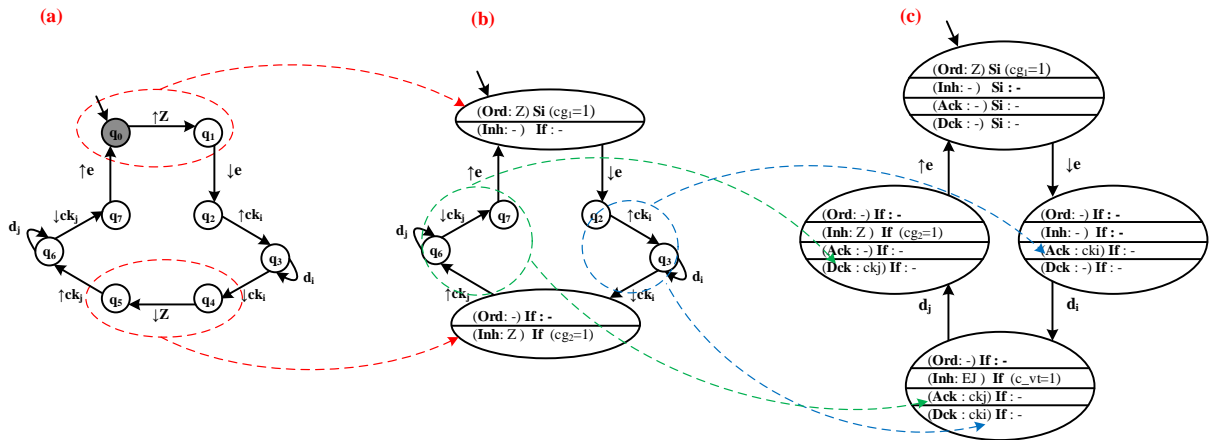 (a)
q₀
↑Z
q₁
↑e
↓e
q₇
q₂
↓ckⱼ
↑ckᵢ
dⱼ
q₆
q₃
dᵢ
↑ckⱼ
↓ckᵢ
q₅
q₄
↓Z
(b)
(Ord: Z) Si (cg₁=1)
(Inh: - ) If : -
↑e
↓e
q₇
q₂
↓ckⱼ
↑ckᵢ
dⱼ
q₆
q₃
dᵢ
↑ckⱼ
↓ckᵢ
(Ord: -) If : -
(Inh: Z ) If (cg₂=1)
(c)
(Ord: Z) Si (cg₁=1)
(Inh: - ) Si : -
(Ack : -) Si : -
(Dck : -) Si : -
↑e
↓e
(Ord: -) If : -
(Inh: Z ) If (cg₂=1)
(Ack : -) If : -
(Dck : ckj) If : -
(Ord: -) If : -
(Inh: - ) If : -
(Ack : cki) If : -
(Dck : -) If : -
dⱼ
dᵢ
(Ord: -) If : -
(Inh: EJ ) If (c_vt=1)
(Ack : ckj) If : -
(Dck : cki) If : -